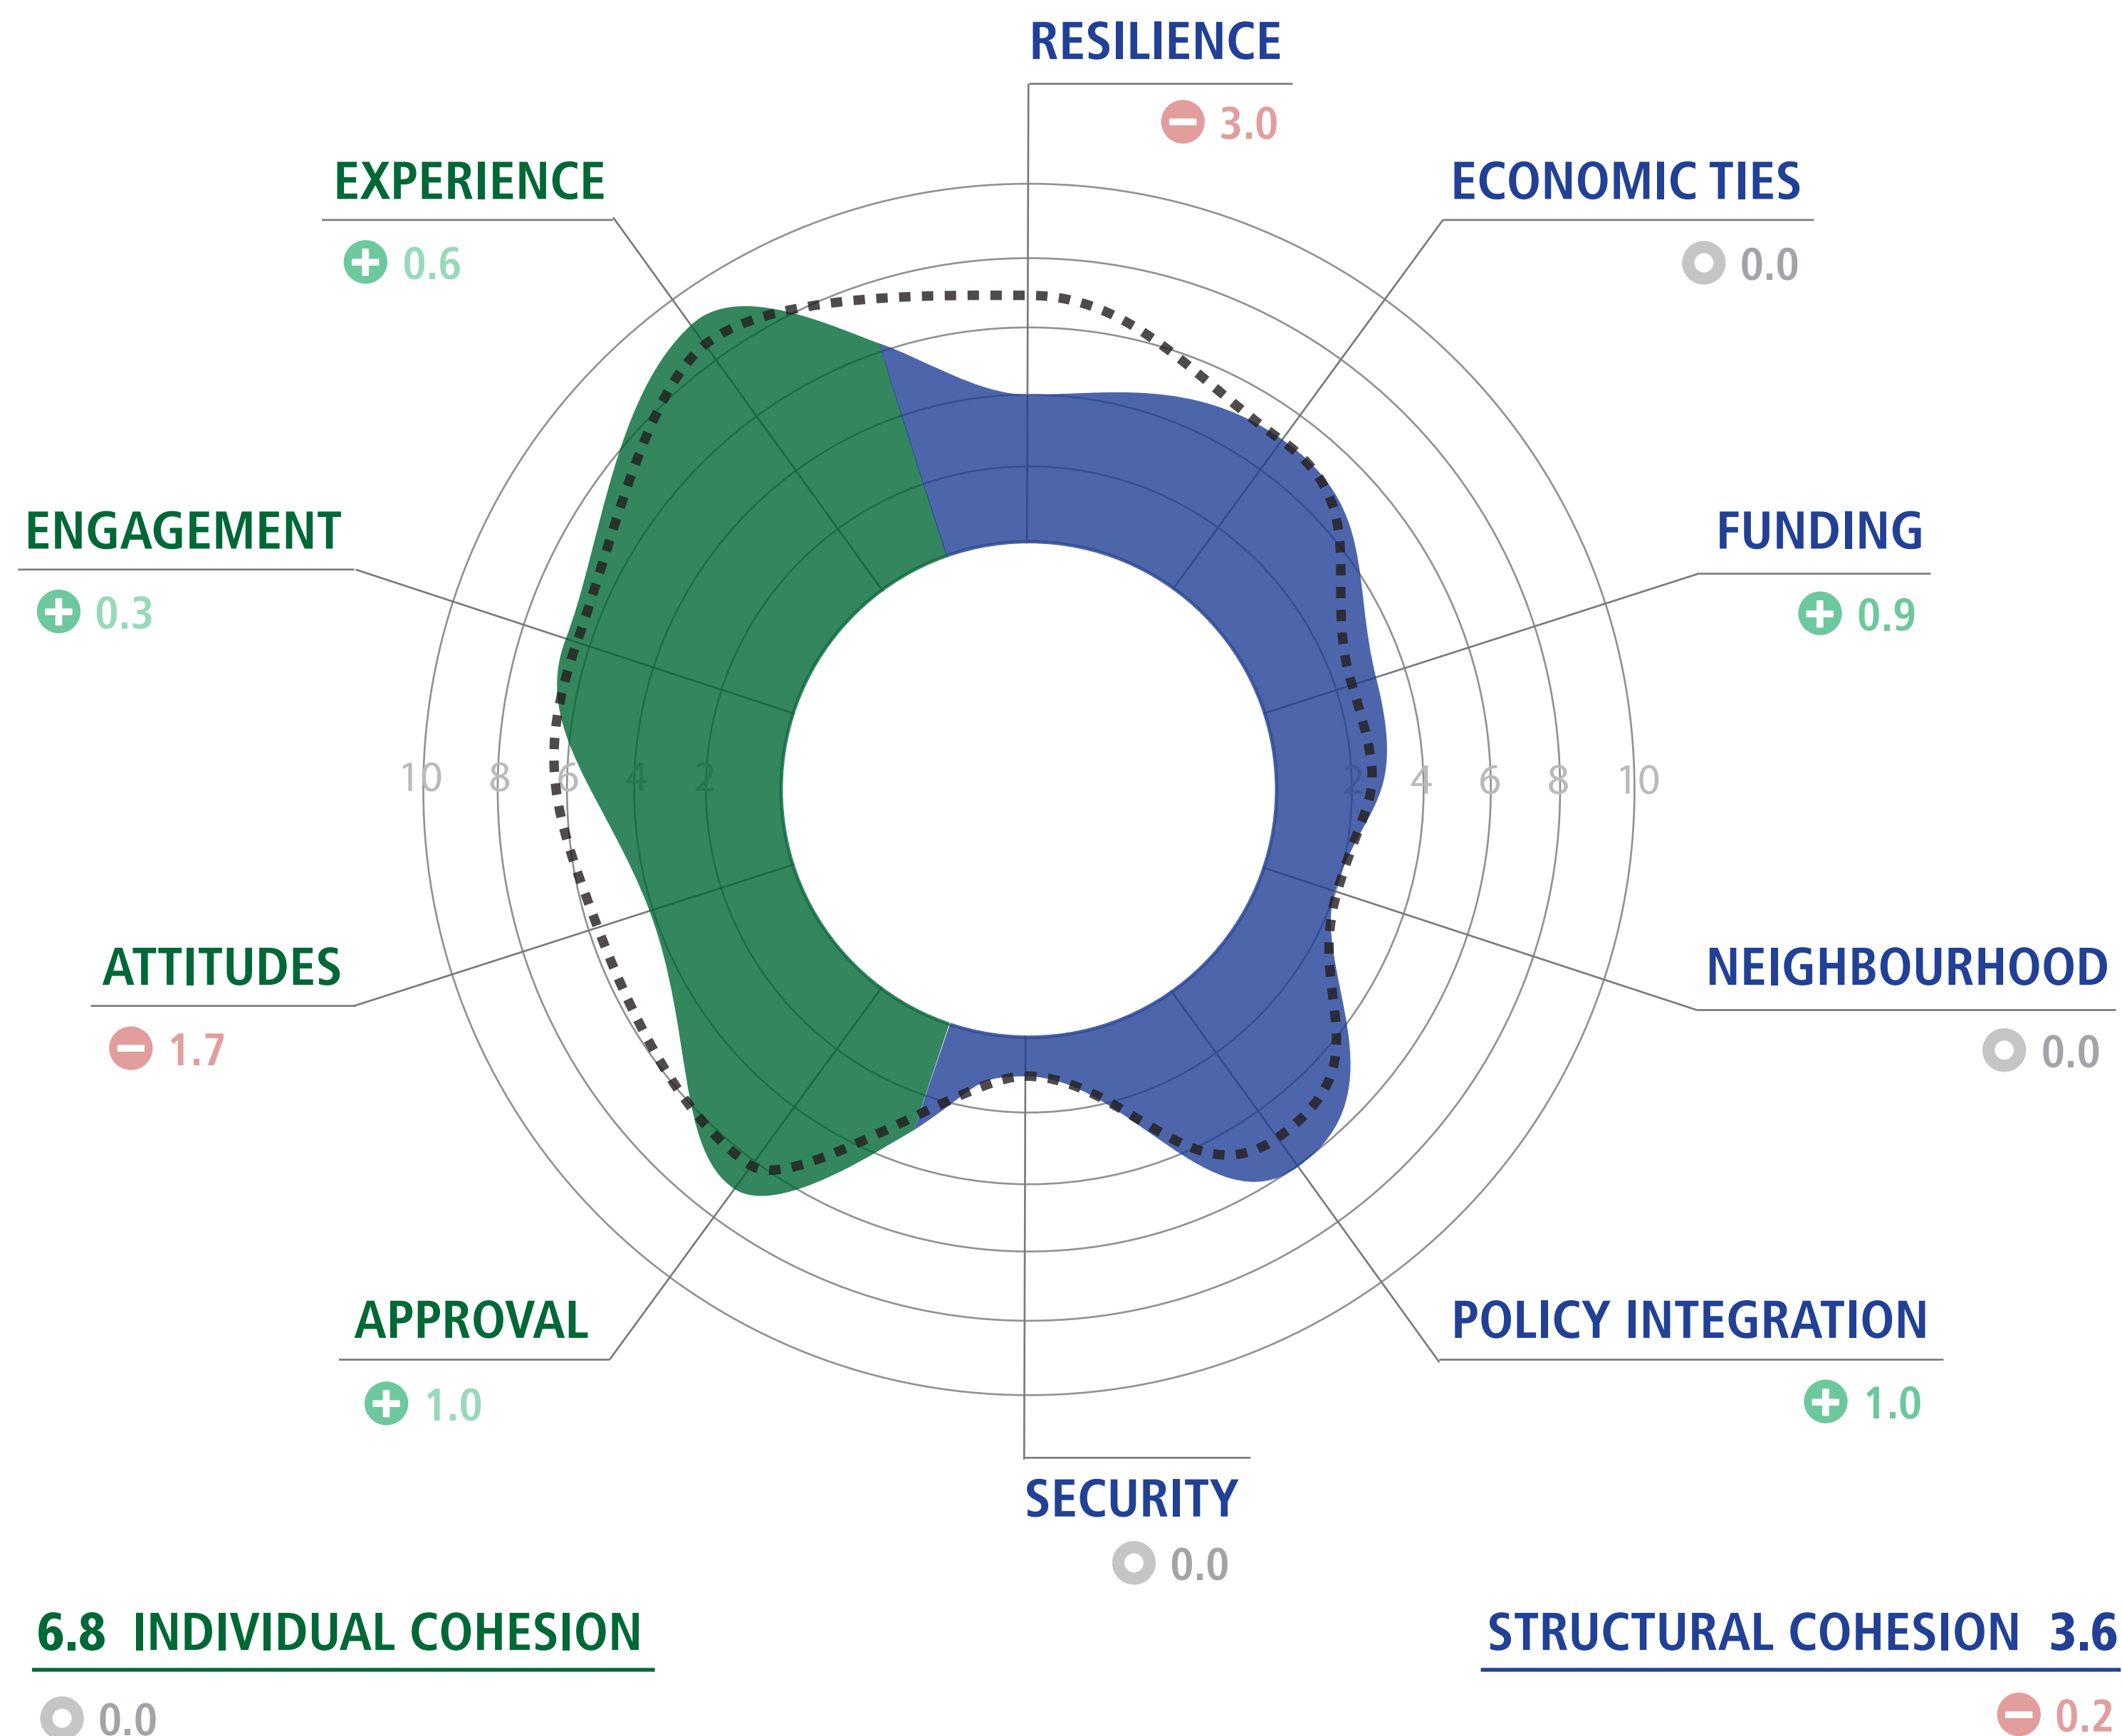 RESILIENCE
3.0
EXPERIENCE
0.6
ECONOMIC TIES
0.0
ENGAGEMENT
0.3
FUNDING
0.9
10 8 6 4 2 2 4 6 8 10
ATTITUDES
1.7
NEIGHBOURHOOD
0.0
APPROVAL
1.0
POLICY INTEGRATION
1.0
SECURITY
0.0
6.8 INDIVIDUAL COHESION
0.0
STRUCTURAL COHESION 3.6
0.2